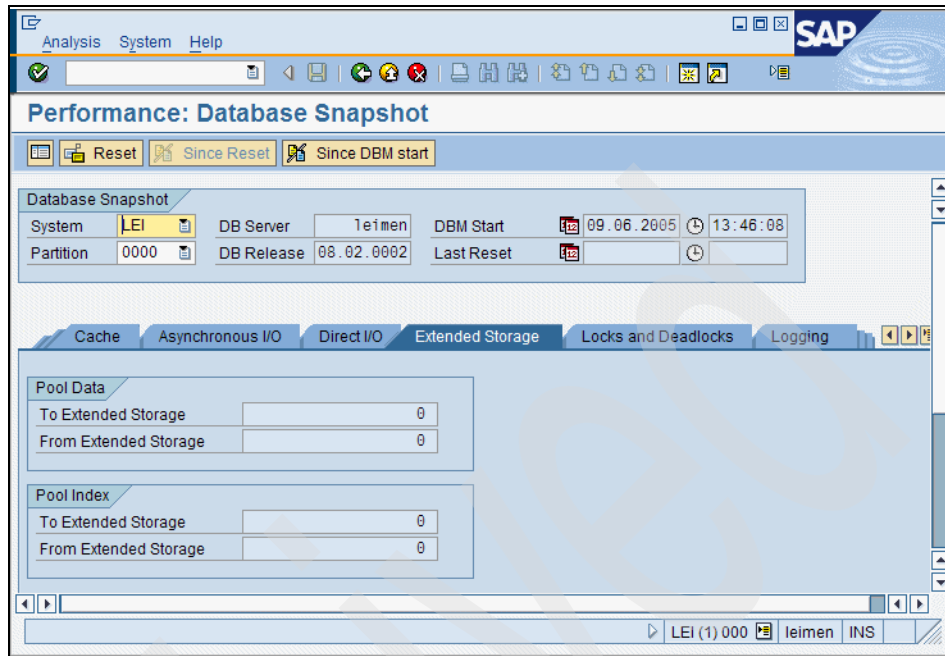 Analysis System Help
SAP
Performance: Database Snapshot
Reset Since Reset Since DBM start
Database Snapshot
System LEI DB Server leimen DBM Start 09.06.2005 13:46:08
Partition 0000 DB Release 08.02.0002 Last Reset
Cache Asynchronous I/O Direct I/O Extended Storage Locks and Deadlocks Logging
Pool Data
To Extended Storage 0
From Extended Storage 0
Pool Index
To Extended Storage 0
From Extended Storage 0
LEI (1) 000 leimen INS